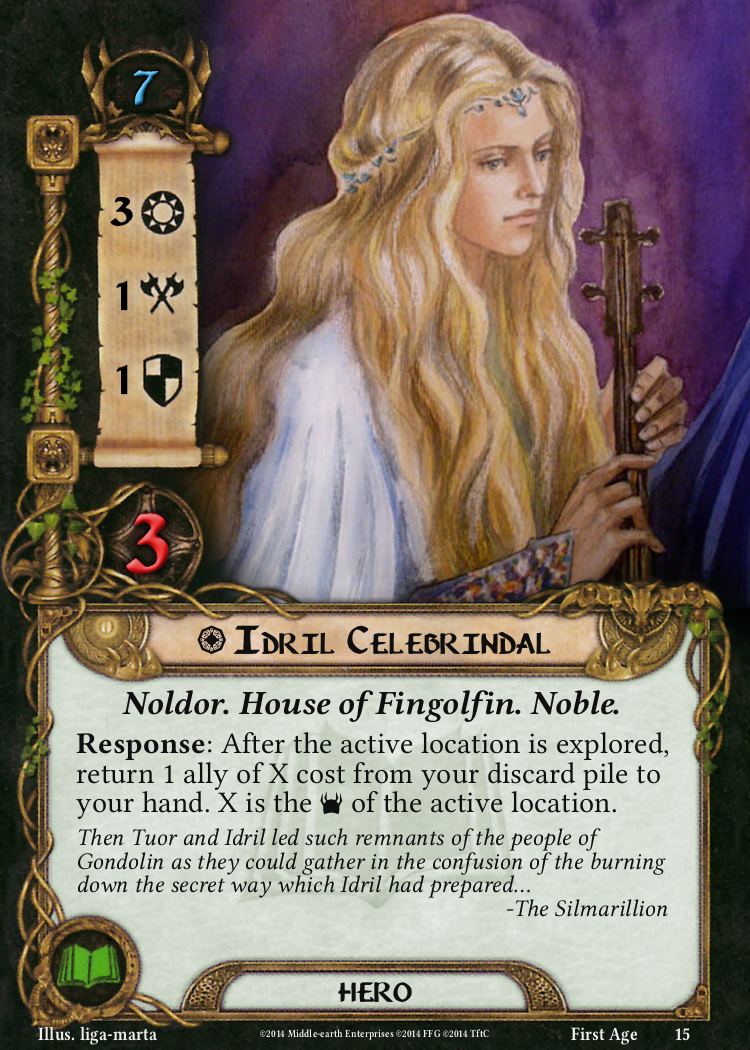 7
3
1
1
3
Idril Celebrindal
Noldor. House of Fingolfin. Noble.
Response: After the active location is explored,
return 1 ally of X cost from your discard pile to
your hand. X is the of the active location.
Then Tuor and Idril led such remnants of the people of
Gondolin as they could gather in the confusion of the burning
down the secret way which Idril had prepared...
-The Silmarillion
HERO
Illus. liga-marta ©2014 Middle-earth Enterprises ©2014 FFG ©2014 TftC First Age 15